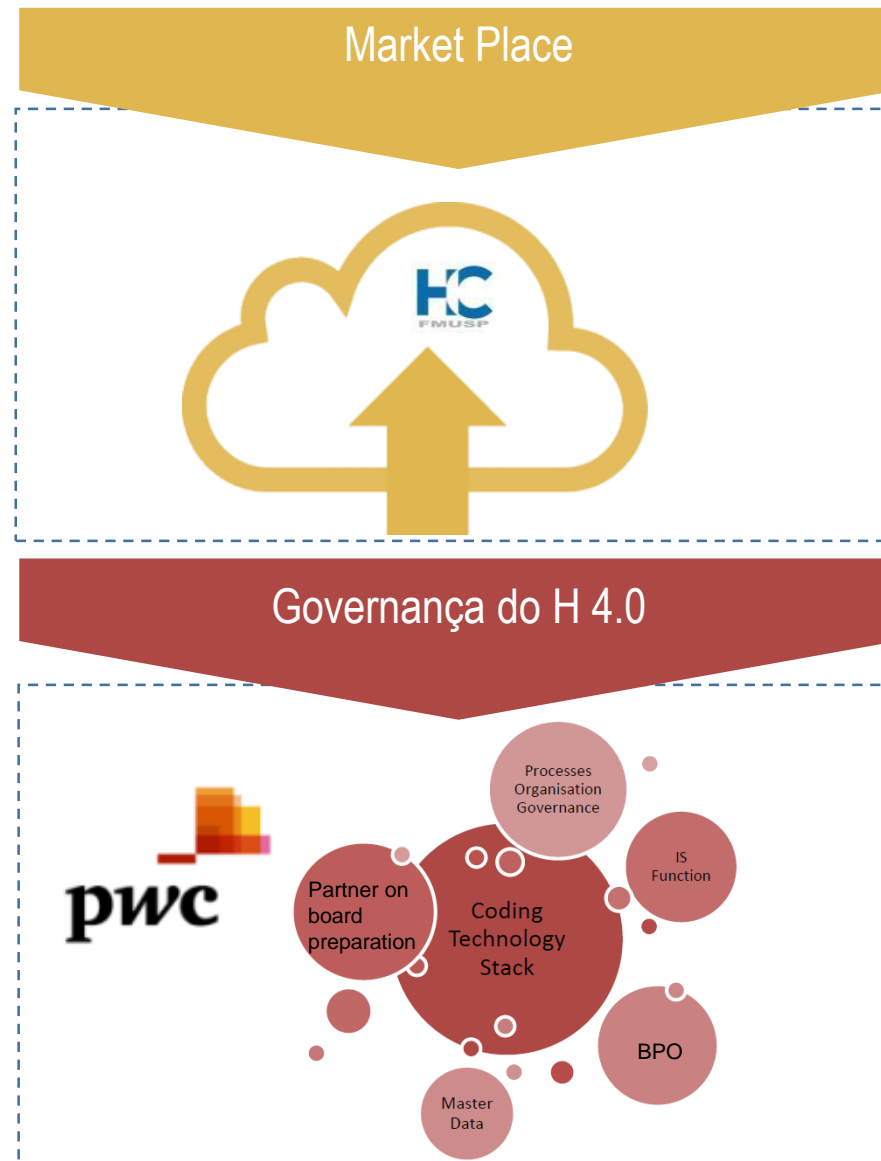 Market Place
HC
FMUSP
Governança do H 4.0
pwc
Processes
Organisation
Governance
IS
Function
Partner on
board
preparation
Coding
Technology
Stack
BPO
Master
Data